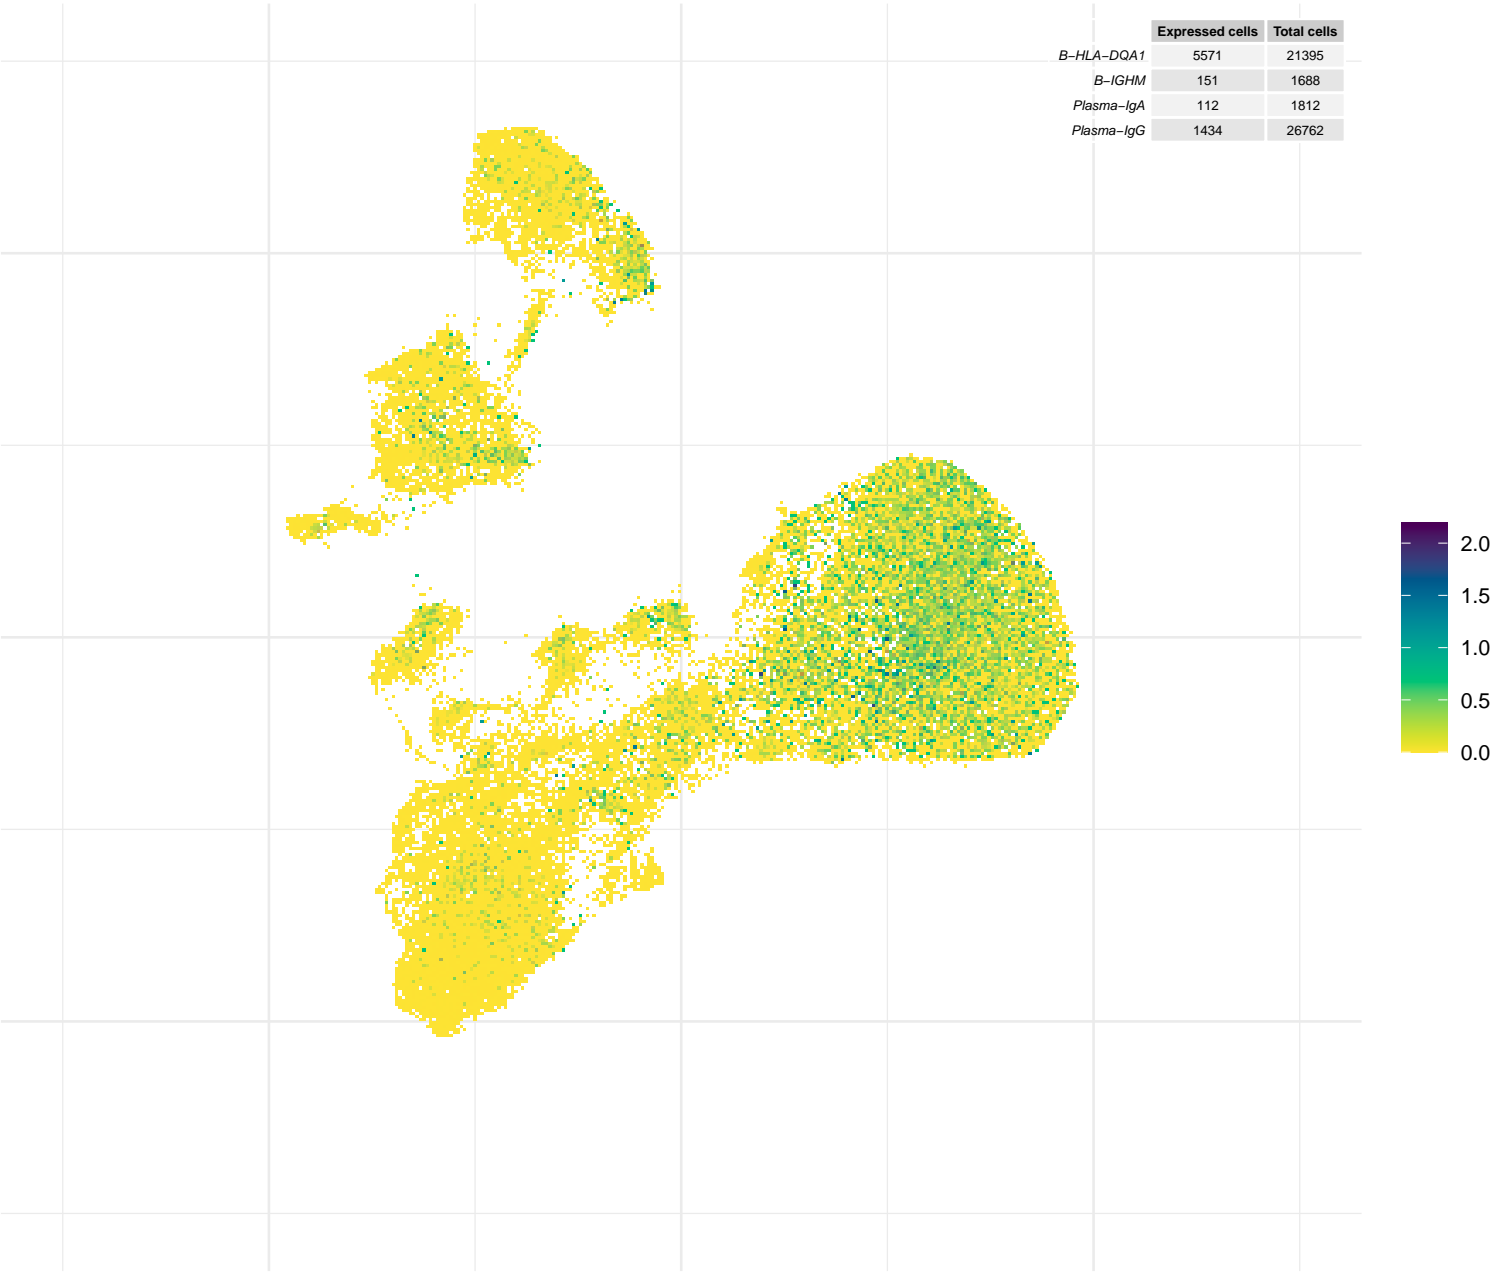 Expressed cells Total cells
B−HLA−DQA1 5571 21395
B−IGHM 151 1688
Plasma−IgA 112 1812
Plasma−IgG 1434 26762
2.0
1.5
1.0
0.5
0.0